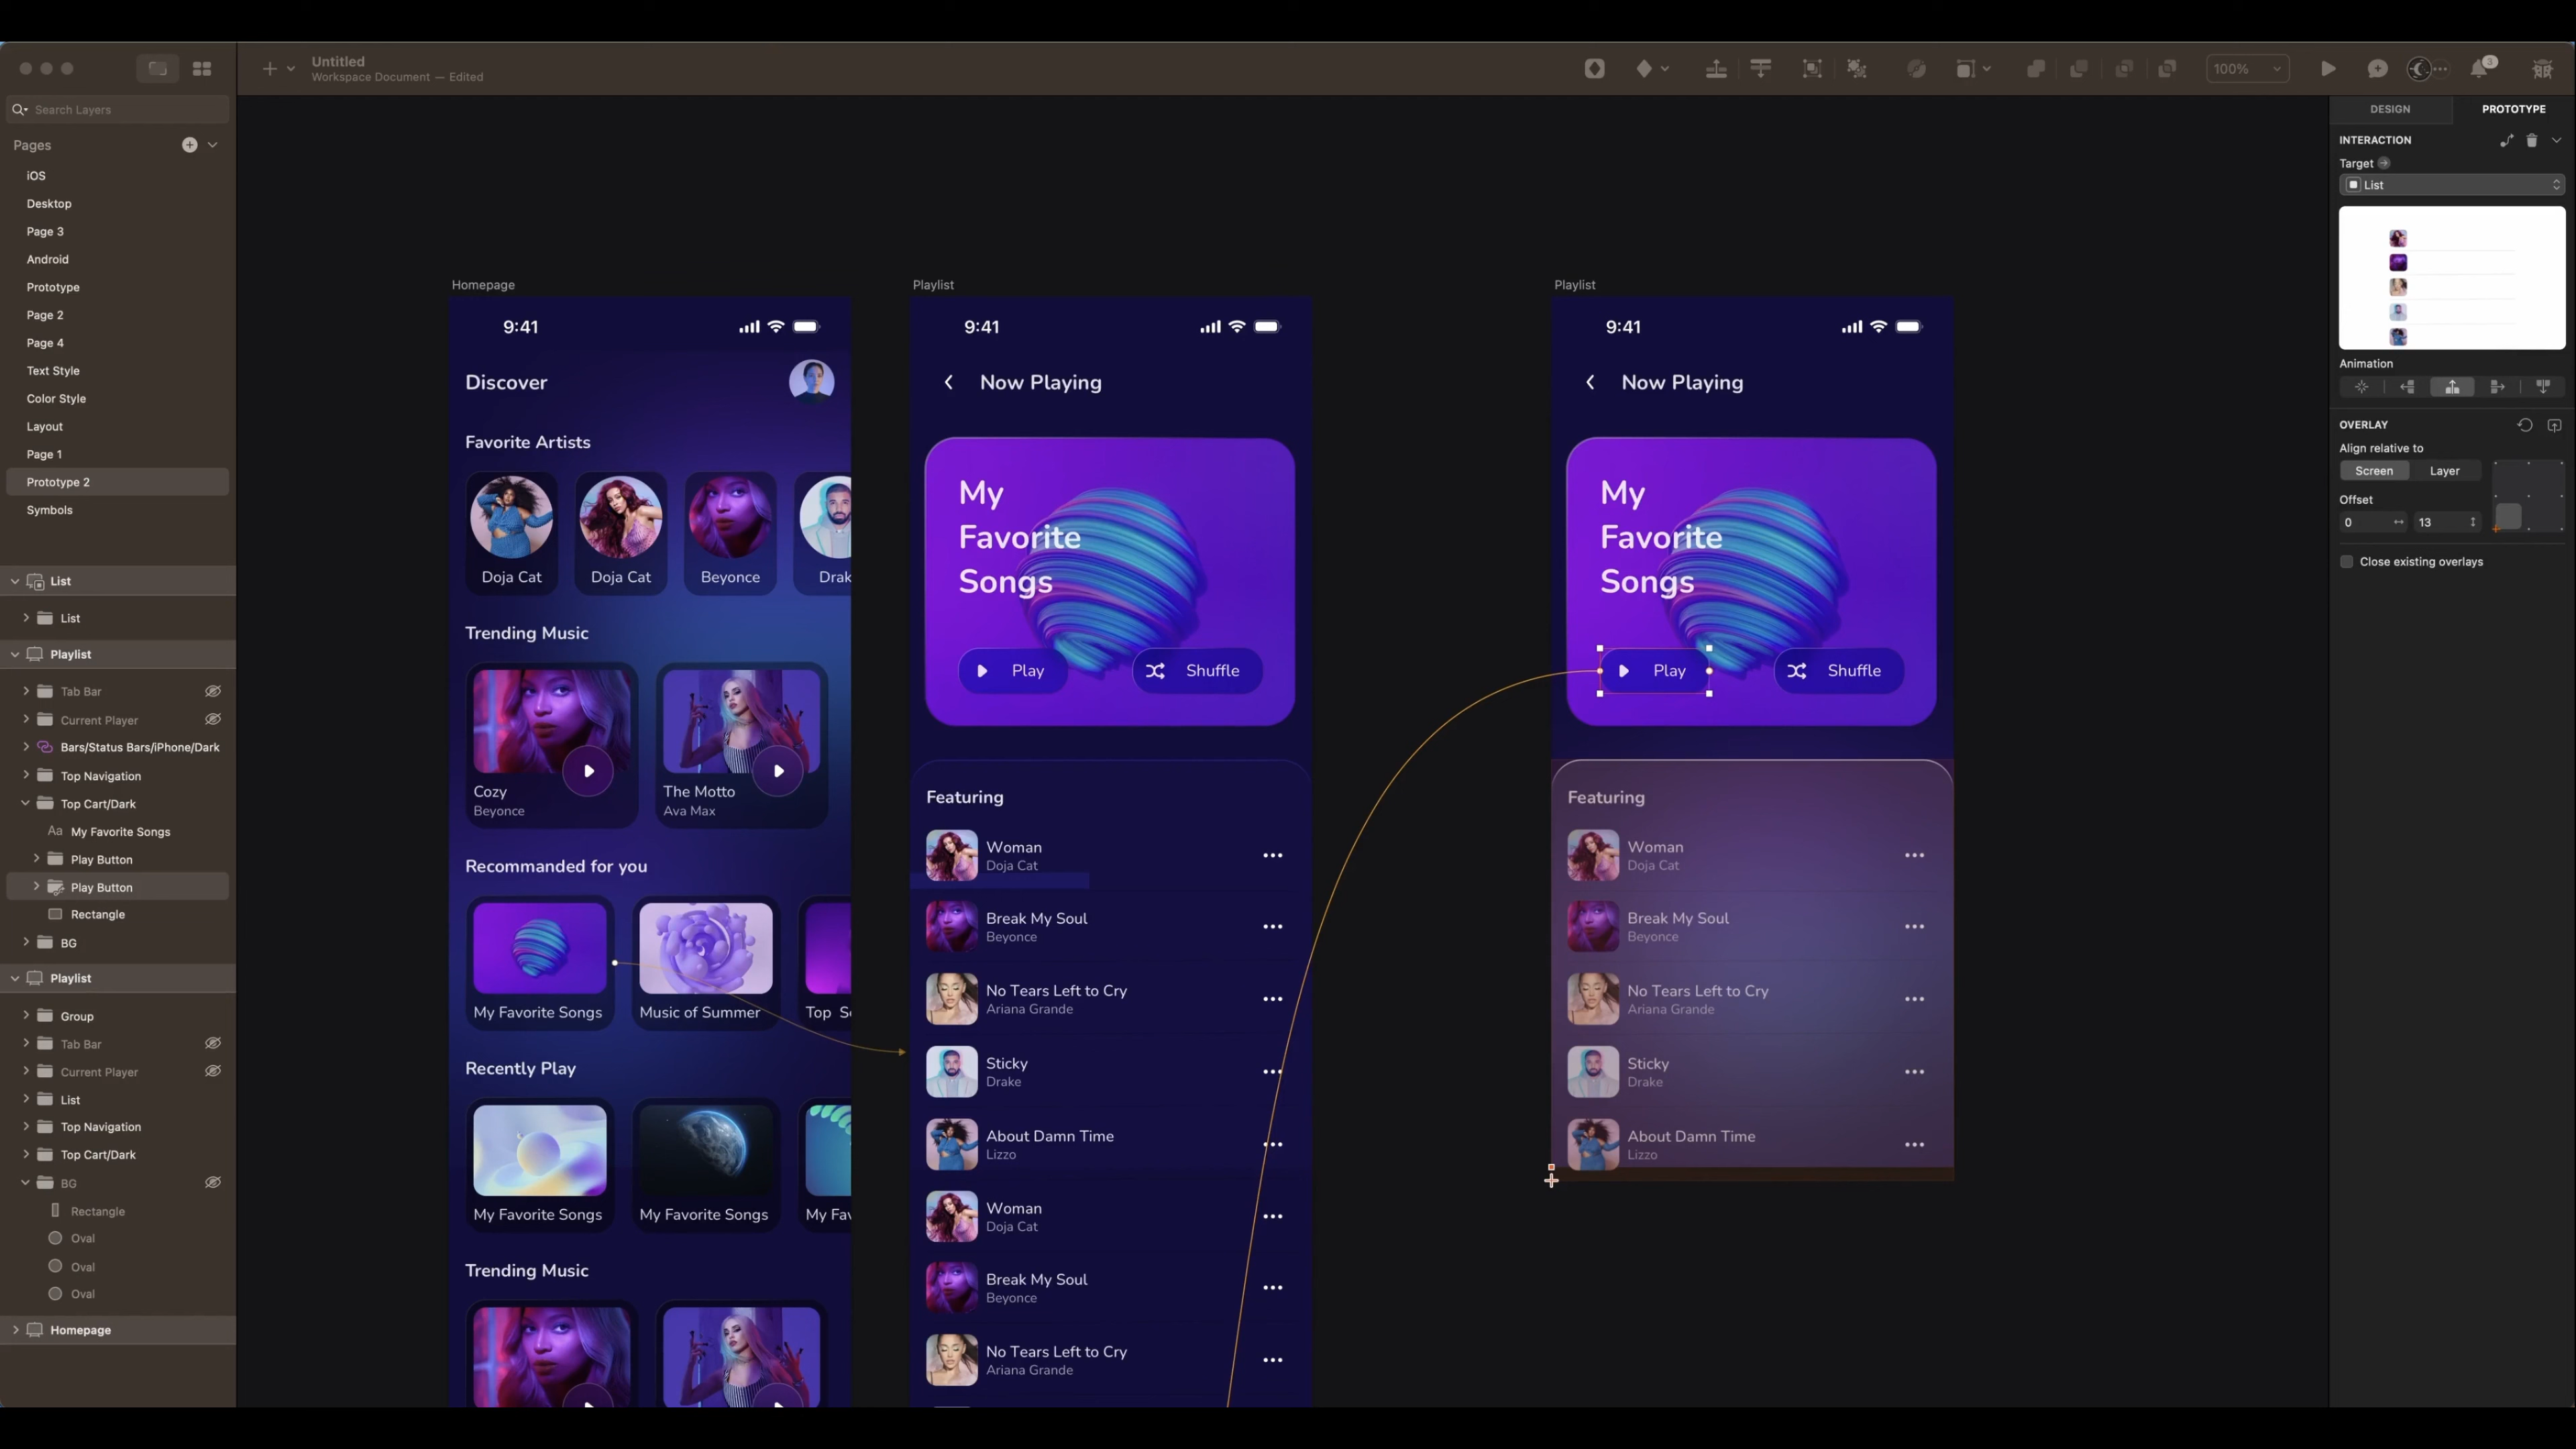 Untitled
Workspace Document — Edited
100%
3
Search Layers
Pages
iOS
Desktop
Page 3
Android
Prototype
Page 2
Page 4
Text Style
Color Style
Layout
Page 1
Prototype 2
Symbols
List
List
Playlist
Tab Bar
Current Player
Bars/Status Bars/iPhone/Dark
Top Navigation
Top Cart/Dark
Aa My Favorite Songs
Play Button
Play Button
Rectangle
BG
Playlist
Group
Tab Bar
Current Player
List
Top Navigation
Top Cart/Dark
BG
Rectangle
Oval
Oval
Oval
Homepage
Homepage
9:41
Discover
Favorite Artists
Doja Cat
Doja Cat
Beyonce
Drak
Trending Music
Cozy
Beyonce
The Motto
Ava Max
Recommanded for you
My Favorite Songs
Music of Summer
Top S
Recently Play
My Favorite Songs
My Favorite Songs
My Fav
Trending Music
Playlist
9:41
Now Playing
My
Favorite
Songs
Play
Shuffle
Featuring
Woman
Doja Cat
Break My Soul
Beyonce
No Tears Left to Cry
Ariana Grande
Sticky
Drake
About Damn Time
Lizzo
Woman
Doja Cat
Break My Soul
Beyonce
No Tears Left to Cry
Ariana Grande
Playlist
9:41
Now Playing
My
Favorite
Songs
Play
Shuffle
Featuring
Woman
Doja Cat
Break My Soul
Beyonce
No Tears Left to Cry
Ariana Grande
Sticky
Drake
About Damn Time
Lizzo
DESIGN
PROTOTYPE
INTERACTION
Target
List
Animation
OVERLAY
Align relative to
Screen
Layer
Offset
0
13
Close existing overlays